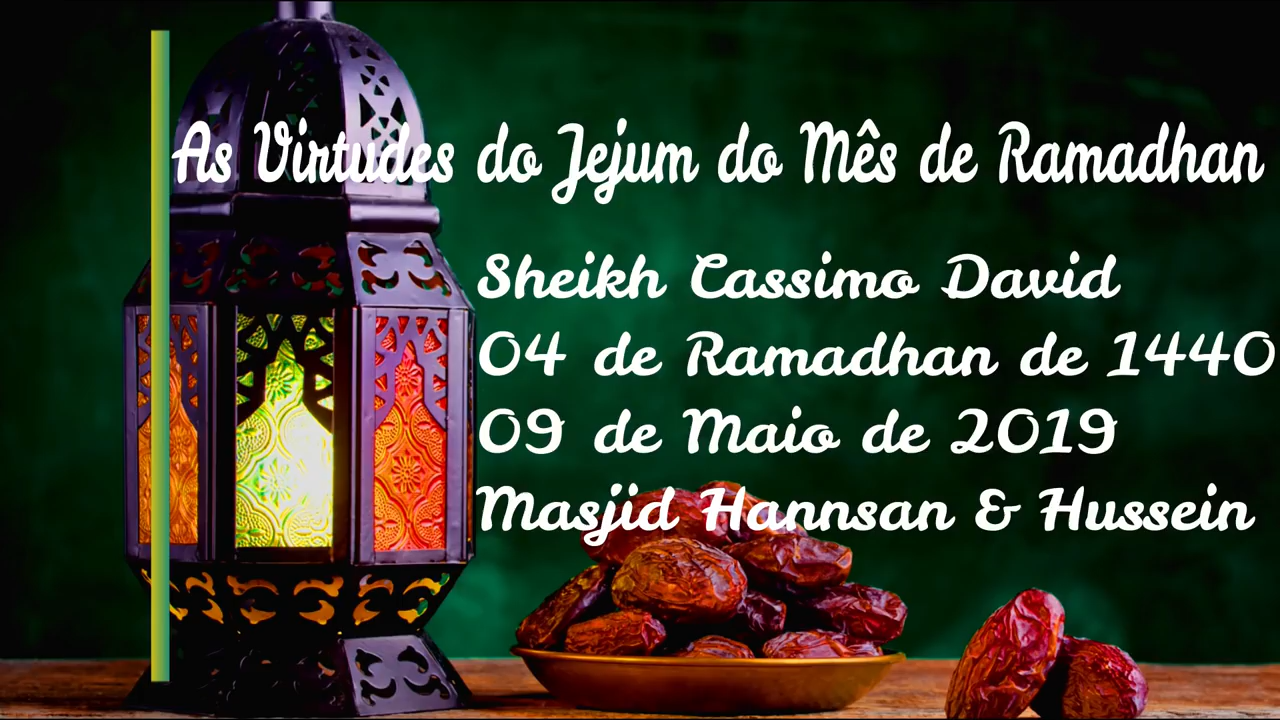 As Virtudes do Jejum do Mês de Ramadhan
Sheikh Cassimo David
04 de Ramadhan de 1440
09 de Maio de 2019
Masjid Hannsan & Hussein